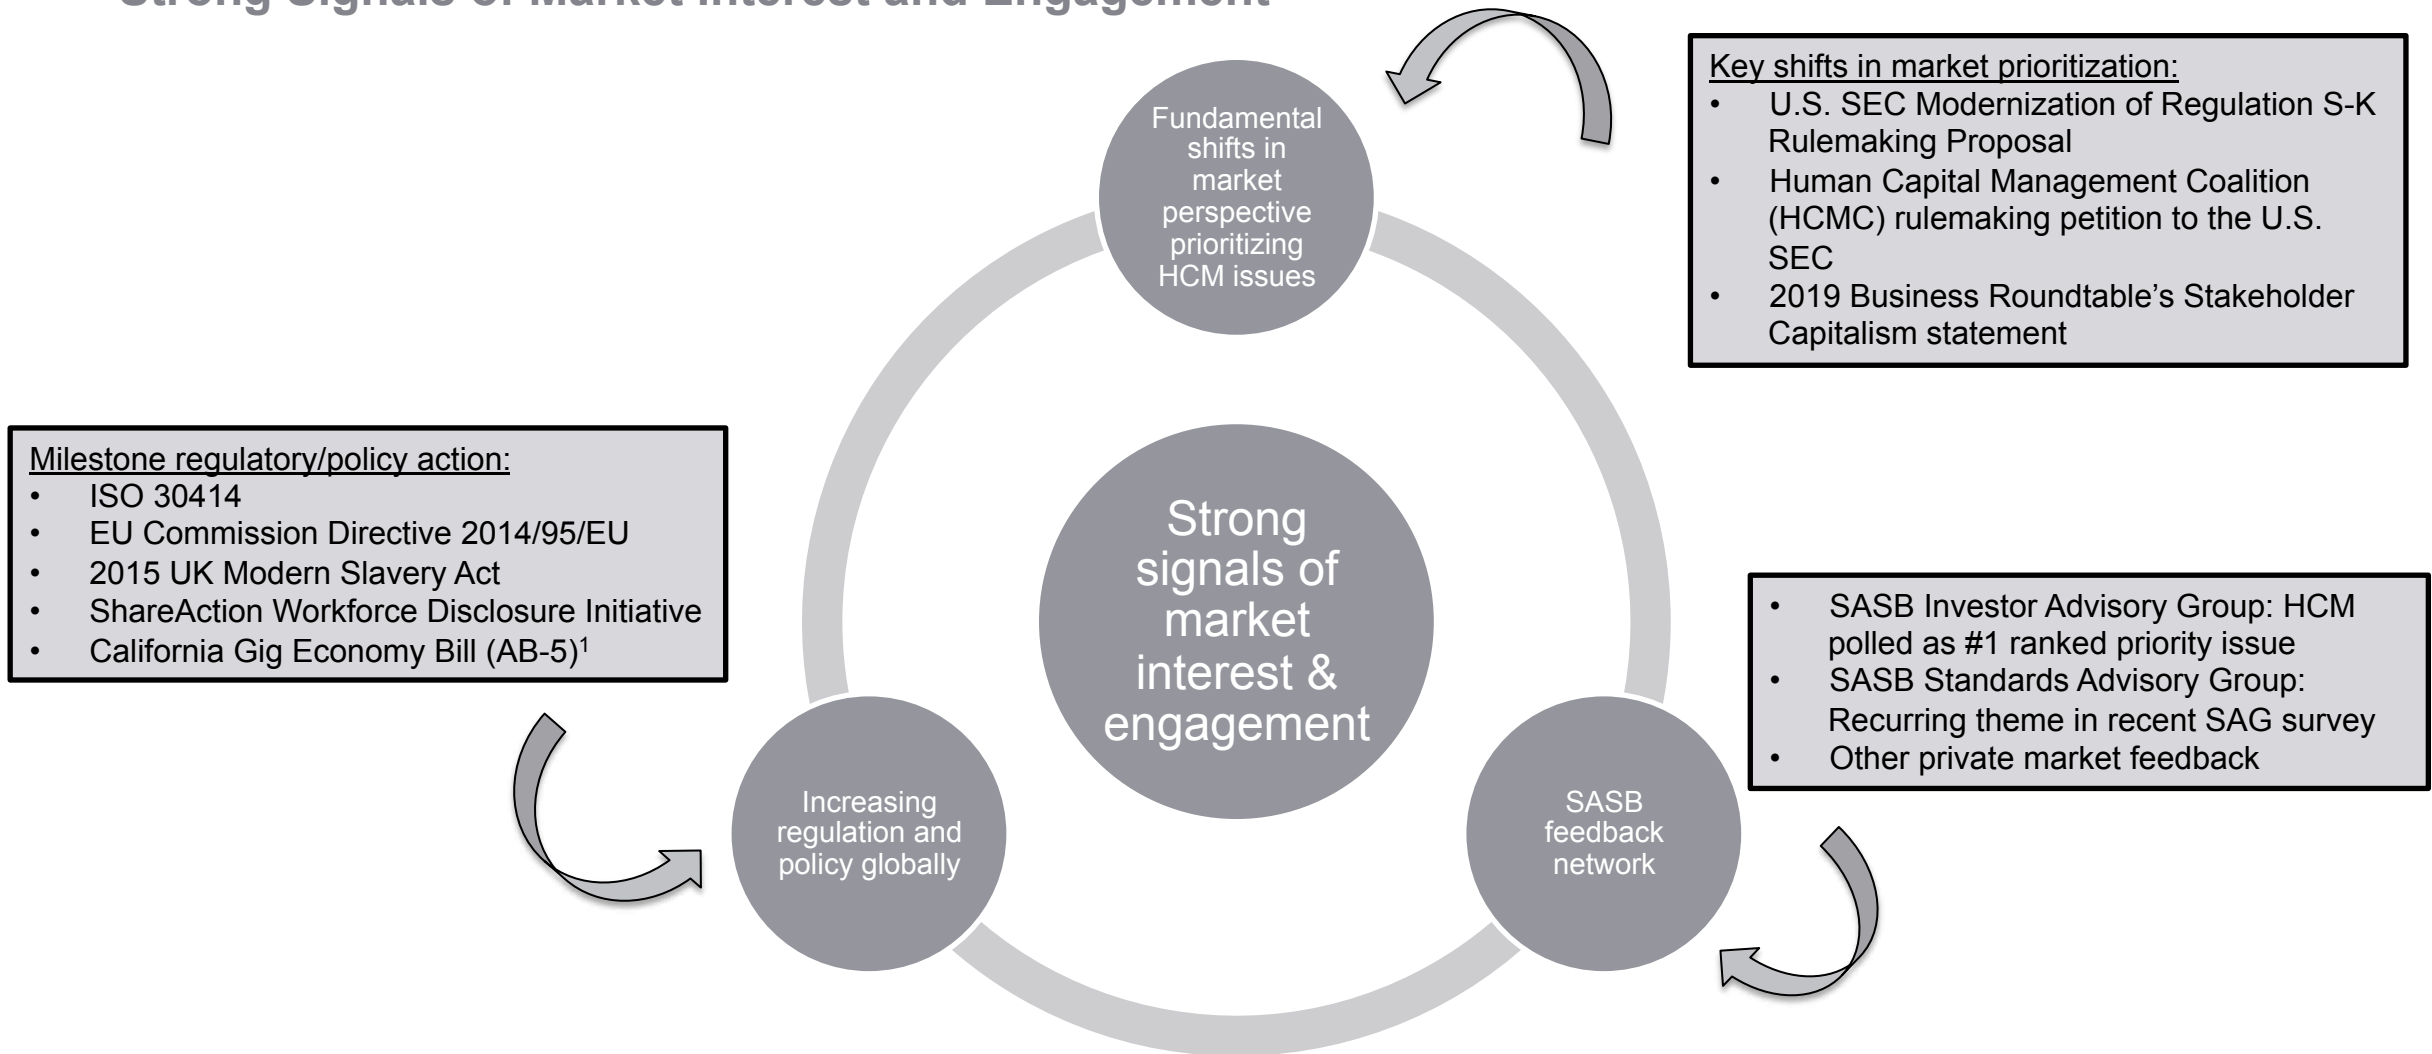 Strong Signals of Market Interest and Engagement
Fundamental
shifts in
market
perspective
prioritizing
HCM issues
Key shifts in market prioritization:
• U.S. SEC Modernization of Regulation S-K
Rulemaking Proposal
• Human Capital Management Coalition
(HCMC) rulemaking petition to the U.S.
SEC
• 2019 Business Roundtable’s Stakeholder
Capitalism statement
Milestone regulatory/policy action:
• ISO 30414
• EU Commission Directive 2014/95/EU
• 2015 UK Modern Slavery Act
• ShareAction Workforce Disclosure Initiative
• California Gig Economy Bill (AB-5)¹
Strong
signals of
market
interest &
engagement
• SASB Investor Advisory Group: HCM
polled as #1 ranked priority issue
• SASB Standards Advisory Group:
Recurring theme in recent SAG survey
• Other private market feedback
Increasing
regulation and
policy globally
SASB
feedback
network